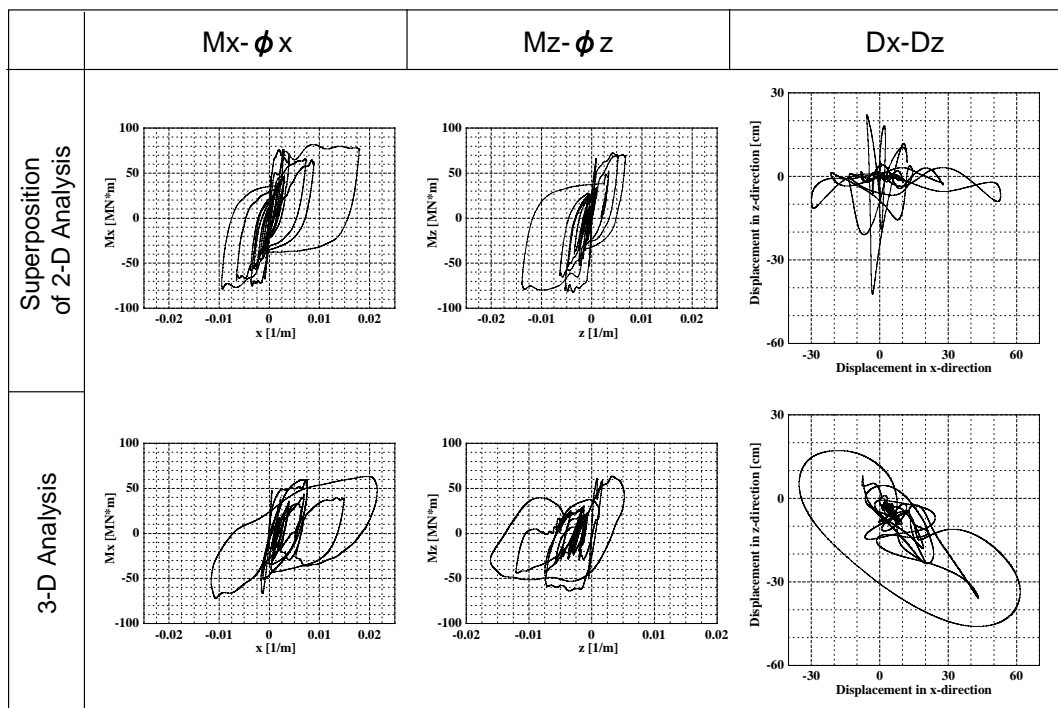 Mx-ϕx
Mz-ϕz
Dx-Dz
Superposition
of 2-D Analysis
100
50
0
-50
-100
Mx [MN*m]
-0.02 -0.01 0 0.01 0.02
x [1/m]
100
50
0
-50
-100
Mz [MN*m]
-0.02 -0.01 0 0.01 0.02
z [1/m]
30
0
-30
-60
Displacement in z-direction [cm]
-30 0 30 60
Displacement in x-direction
3-D Analysis
100
50
0
-50
-100
Mx [MN*m]
-0.02 -0.01 0 0.01 0.02
x [1/m]
100
50
0
-50
-100
Mz [MN*m]
-0.02 -0.01 0 0.01 0.02
z [1/m]
30
0
-30
-60
Displacement in z-direction [cm]
-30 0 30 60
Displacement in x-direction